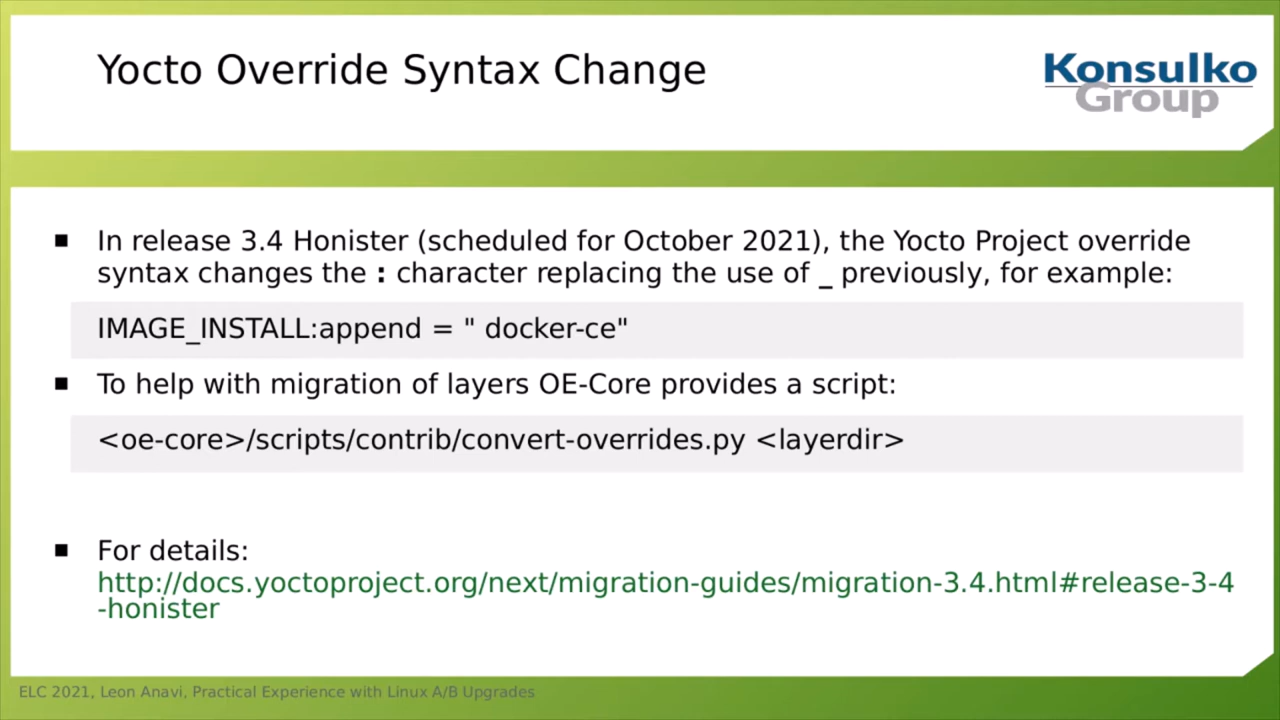 Yocto Override Syntax Change
Konsulko
Group
■ In release 3.4 Honister (scheduled for October 2021), the Yocto Project override
syntax changes the : character replacing the use of _ previously, for example:
IMAGE_INSTALL:append = " docker-ce"
■ To help with migration of layers OE-Core provides a script:
<oe-core>/scripts/contrib/convert-overrides.py <layerdir>
■ For details:
http://docs.yoctoproject.org/next/migration-guides/migration-3.4.html#release-3-4
-honister
ELC 2021, Leon Anavi, Practical Experience with Linux A/B Upgrades